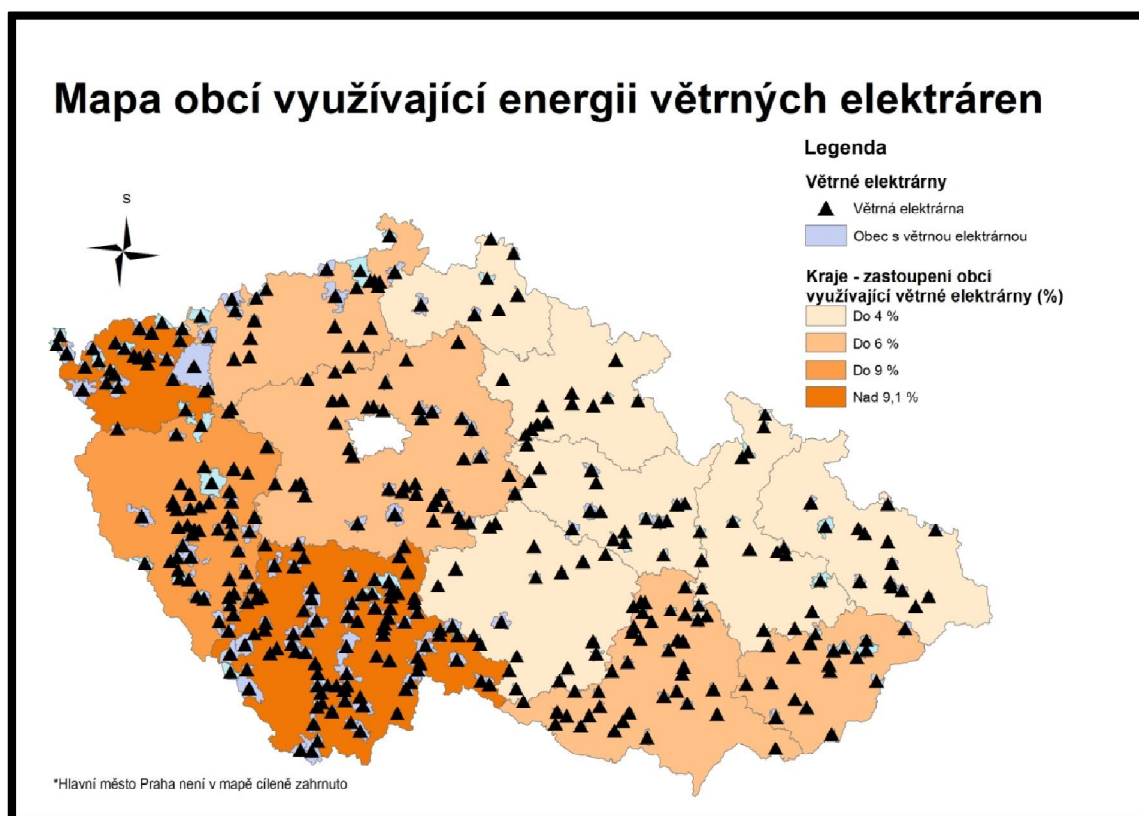 Mapa obcí využívající energii větrných elektráren
Legenda
Větrné elektrárny
Větrná elektrárna
Obec s větrnou elektrárnou
Kraje - zastoupení obcí
využívající větrné elektrárny (%)
Do 4 %
Do 6 %
Do 9 %
Nad 9,1 %
S
*Hlavní město Praha není v mapě cíleně zahrnuto